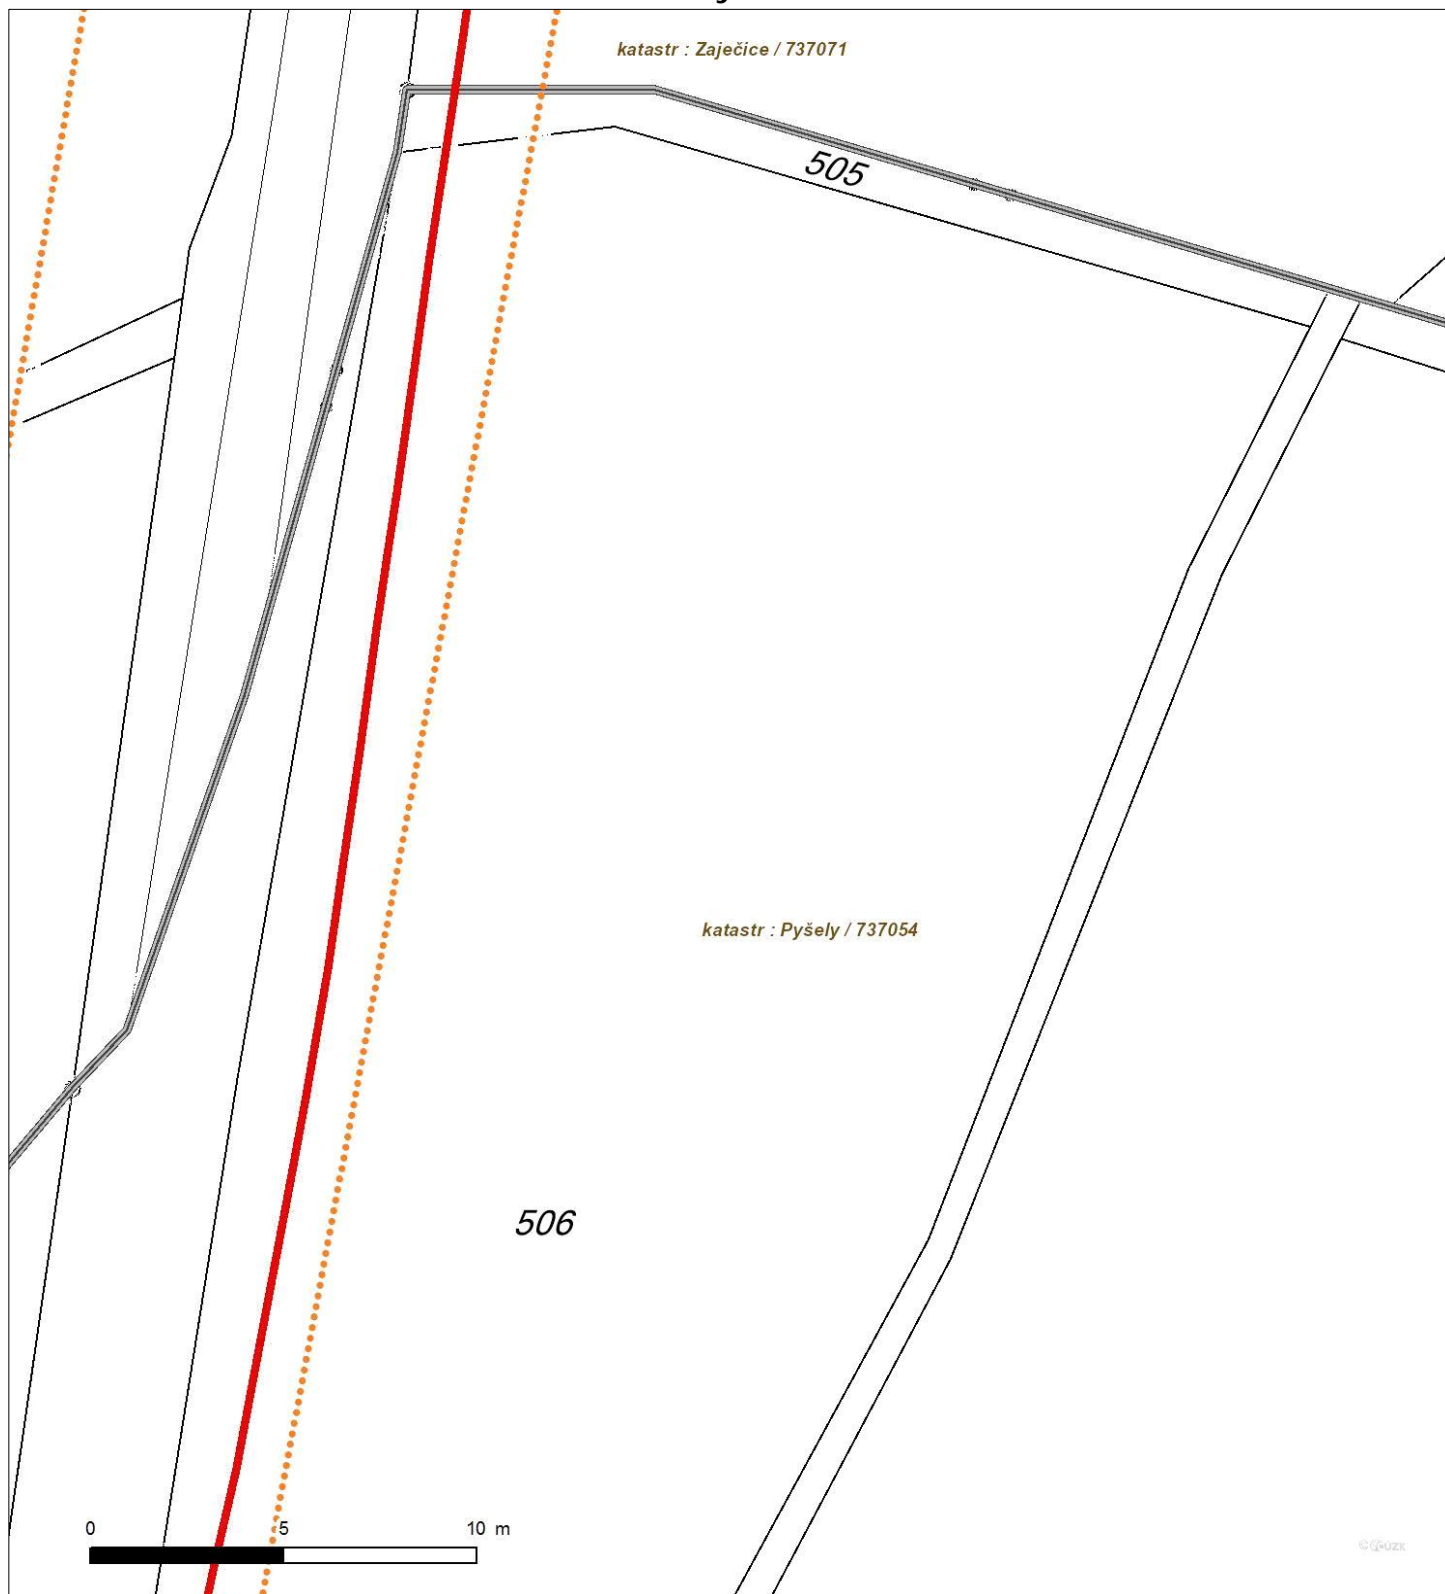 katastr : Zaječice / 737071
505
katastr : Pyšely / 737054
506
0 5 10 m